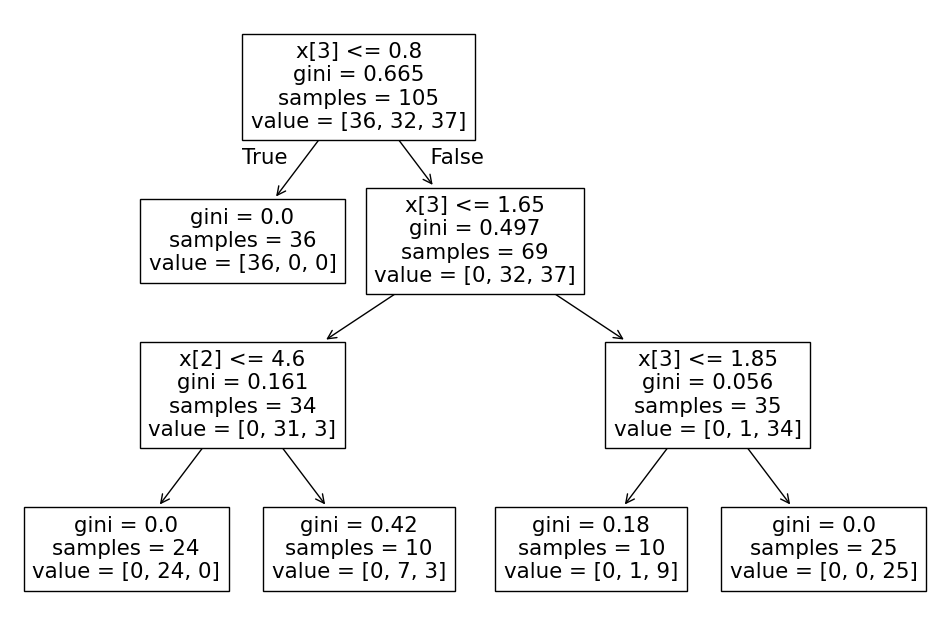 x[3] <= 0.8
gini = 0.665
samples = 105
value = [36, 32, 37]
True
False
gini = 0.0
samples = 36
value = [36, 0, 0]
x[3] <= 1.65
gini = 0.497
samples = 69
value = [0, 32, 37]
x[2] <= 4.6
gini = 0.161
samples = 34
value = [0, 31, 3]
x[3] <= 1.85
gini = 0.056
samples = 35
value = [0, 1, 34]
gini = 0.0
samples = 24
value = [0, 24, 0]
gini = 0.42
samples = 10
value = [0, 7, 3]
gini = 0.18
samples = 10
value = [0, 1, 9]
gini = 0.0
samples = 25
value = [0, 0, 25]